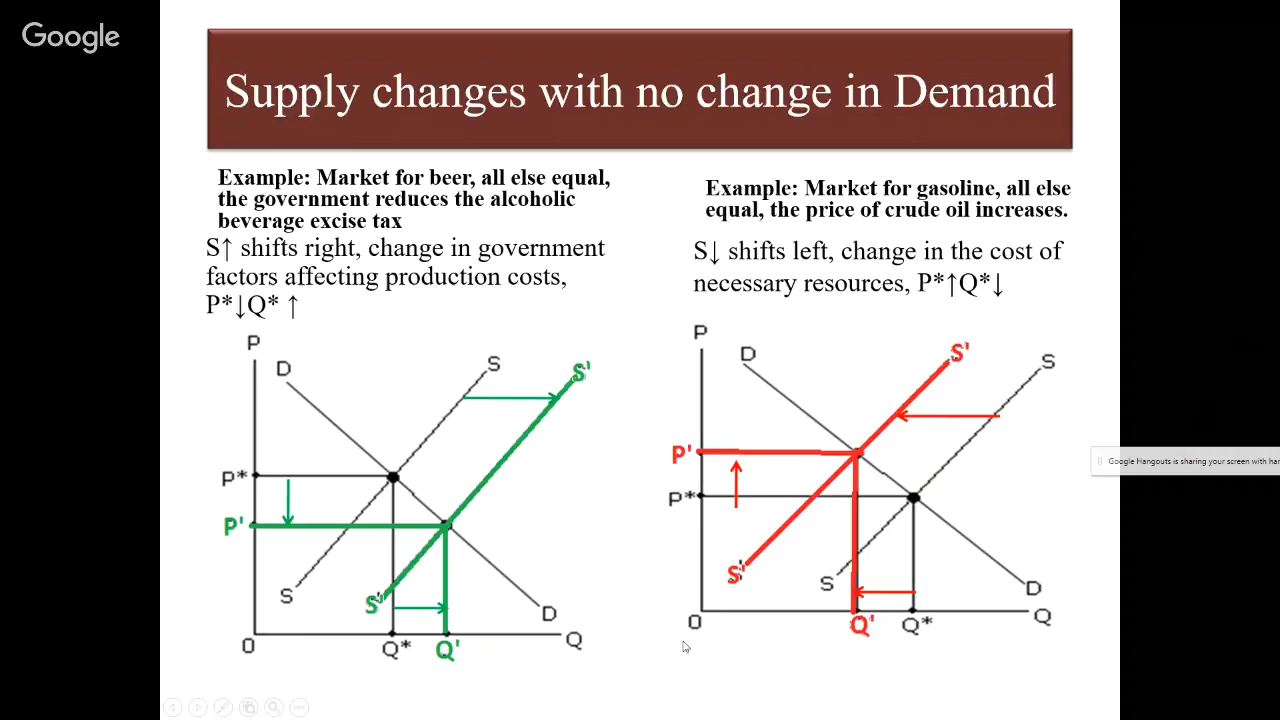 Google
Supply changes with no change in Demand
Example: Market for beer, all else equal,
the government reduces the alcoholic
beverage excise tax
S↑ shifts right, change in government
factors affecting production costs,
P*↓Q* ↑
P
D
S
S'
P*
P'
S
S'
D
0
Q*
Q'
Q
Example: Market for gasoline, all else
equal, the price of crude oil increases.
S↓ shifts left, change in the cost of
necessary resources, P*↑Q*↓
P
D
S'
S
P'
P*
S'
S
D
0
Q'
Q*
Q
Google Hangouts is sharing your screen with han